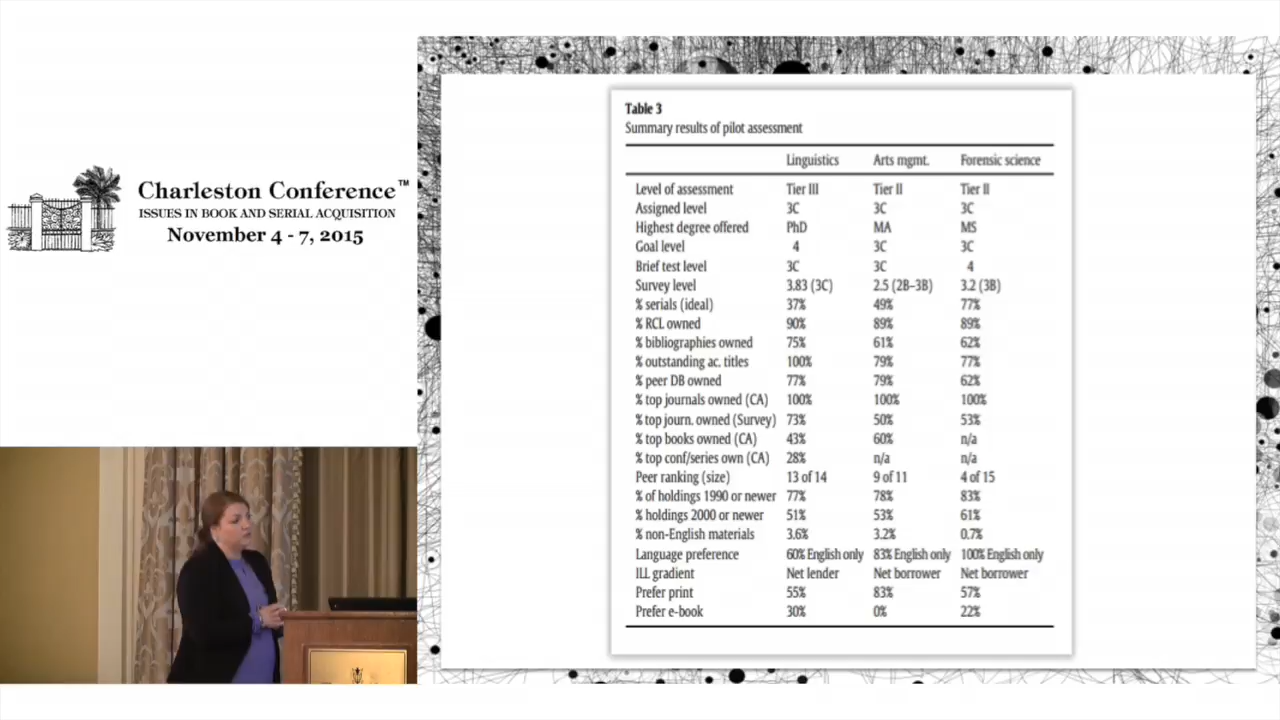 Charleston Conference™
ISSUES IN BOOK AND SERIAL ACQUISITION
November 4 - 7, 2015
Table 3
Summary results of pilot assessment
Linguistics Arts mgmt. Forensic science
Level of assessment Tier III Tier II Tier II
Assigned level 3C 3C 3C
Highest degree offered PhD MA MS
Goal level 4 3C 3C
Brief test level 3C 3C 4
Survey level 3.83 (3C) 2.5 (2B–3B) 3.2 (3B)
% serials (ideal) 37% 49% 77%
% RCL owned 90% 89% 89%
% bibliographies owned 75% 61% 62%
% outstanding ac. titles 100% 79% 77%
% peer DB owned 77% 79% 62%
% top journals owned (CA) 100% 100% 100%
% top journ. owned (Survey) 73% 50% 53%
% top books owned (CA) 43% 60% n/a
% top conf/series own (CA) 28% n/a n/a
Peer ranking (size) 13 of 14 9 of 11 4 of 15
% of holdings 1990 or newer 77% 78% 83%
% holdings 2000 or newer 51% 53% 61%
% non-English materials 3.6% 3.2% 0.7%
Language preference 60% English only 83% English only 100% English only
ILL gradient Net lender Net borrower Net borrower
Prefer print 55% 83% 57%
Prefer e-book 30% 0% 22%